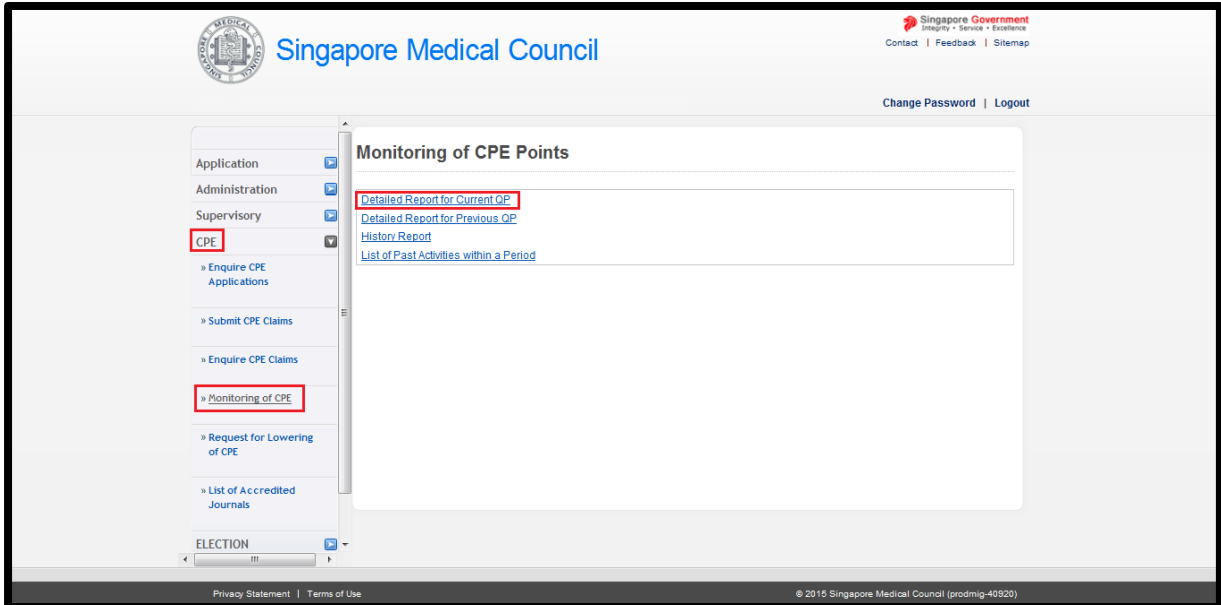 Singapore Medical Council
Singapore Government
Integrity • Service • Excellence
Contact | Feedback | Sitemap
Change Password | Logout
Application
Administration
Supervisory
CPE
» Enquire CPE
Applications
» Submit CPE Claims
» Enquire CPE Claims
» Monitoring of CPE
» Request for Lowering
of CPE
» List of Accredited
Journals
ELECTION
Monitoring of CPE Points
Detailed Report for Current QP
Detailed Report for Previous QP
History Report
List of Past Activities within a Period
Privacy Statement | Terms of Use
© 2015 Singapore Medical Council (prodmig-40920)